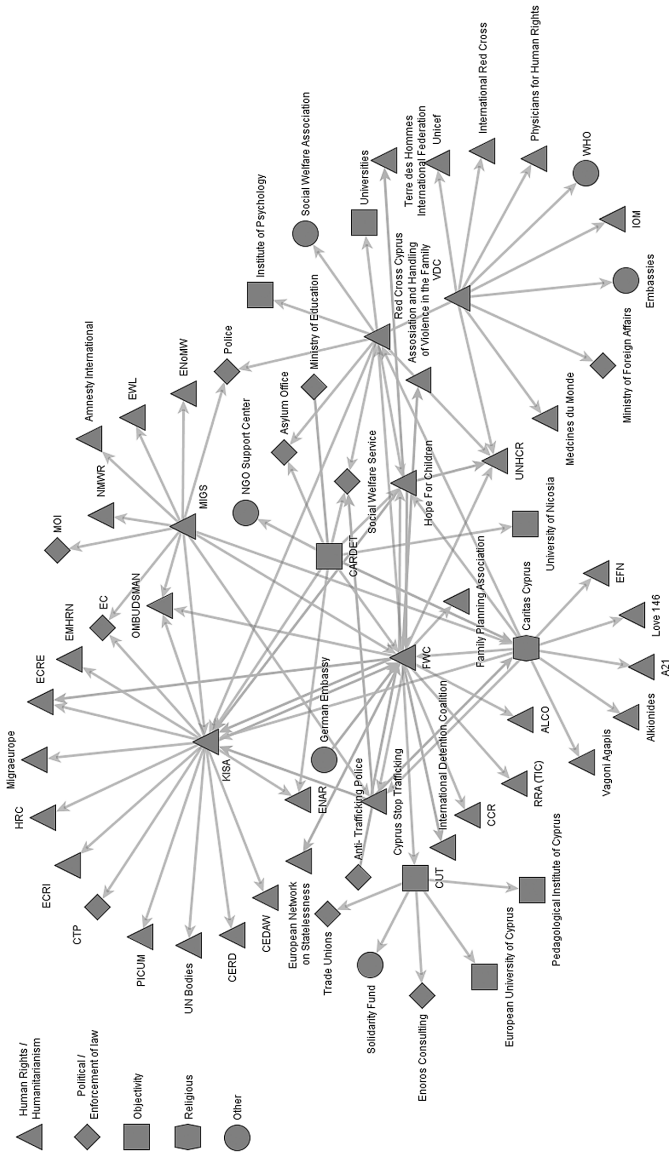 Human Rights /
Humanitarianism
Political /
Enforcement of law
Objectivity
Religious
Other
HRC
Migraeurope
ECRE
EMHRN
EC
MOI
NMWR
Amnesty International
EWL
ENoMW
Police
Institute of Psychology
Social Welfare Association
Universities
Terre des Hommes
International Federation
Unicef
International Red Cross
Physicians for Human Rights
WHO
IOM
Embassies
Ministry of Foreign Affairs
Medcines du Monde
VDC
Red Cross Cyprus
Assosiation and Handling
of Violence in the Family
Ministry of Education
Asylum Office
NGO Support Center
MIGS
OMBUDSMAN
KISA
ECRI
CTP
PICUM
UN Bodies
CERD
CEDAW
European Network
on Statelessness
ENAR
German Embassy
CARDET
Social Welfare Service
Hope For Children
UNHCR
University of Nicosia
Family Planning Association
FWC
Caritas Cyprus
EFN
Love 146
A21
Alkionides
Vagoni Agapis
ALCO
RRA (TIC)
CCR
International Detention Coalition
Cyprus Stop Trafficking
Anti- Trafficking Police
Trade Unions
CUT
Solidarity Fund
Enoros Consulting
European University of Cyprus
Pedagological Institute of Cyprus